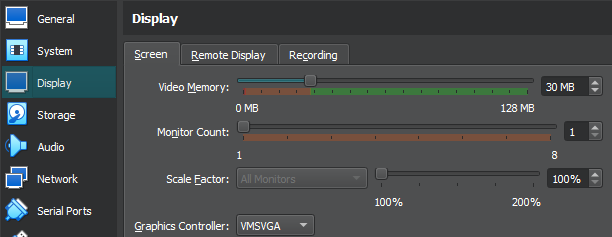 General
System
Display
Storage
Audio
Network
Serial Ports
Display
Screen Remote Display Recording
Video Memory: 30 MB
0 MB 128 MB
Monitor Count: 1
1 8
Scale Factor: All Monitors 100%
100% 200%
Graphics Controller: VMSVGA